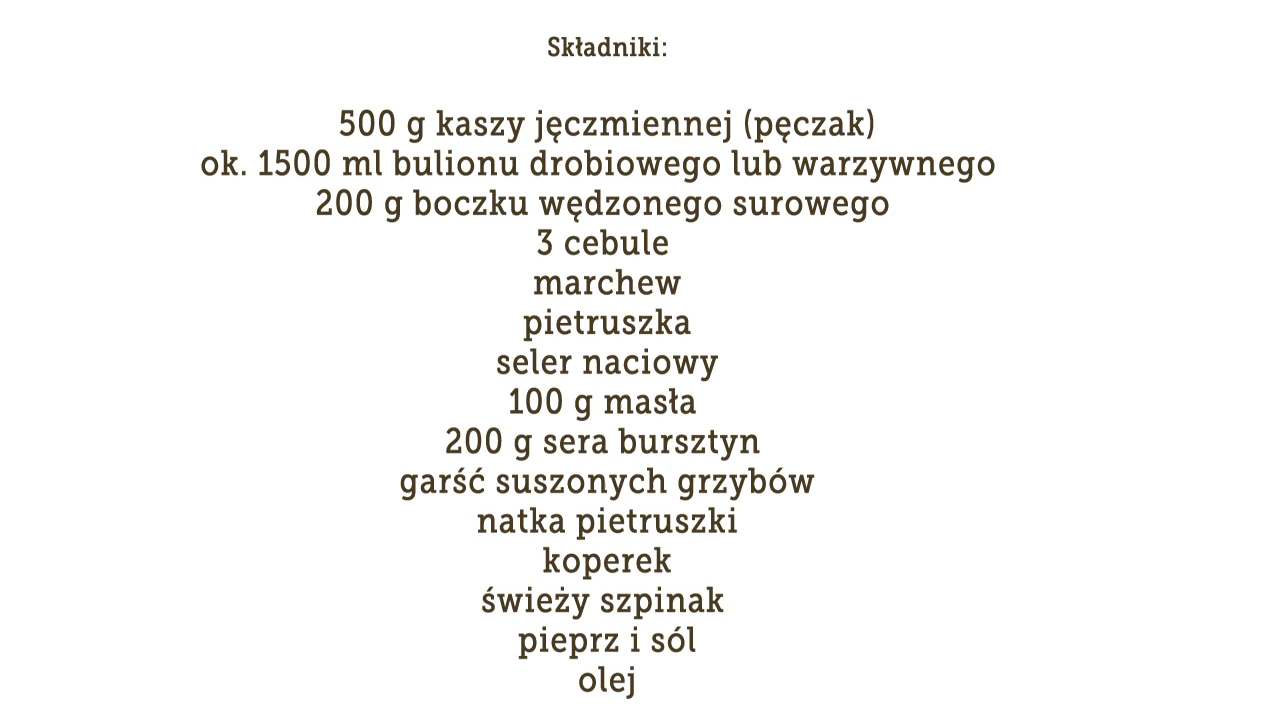 Składniki:
500 g kaszy jęczmiennej (pęczak)
ok. 1500 ml bulionu drobiowego lub warzywnego
200 g boczku wędzonego surowego
3 cebule
marchew
pietruszka
seler naciowy
100 g masła
200 g sera bursztyn
garść suszonych grzybów
natka pietruszki
koperek
świeży szpinak
pieprz i sól
olej